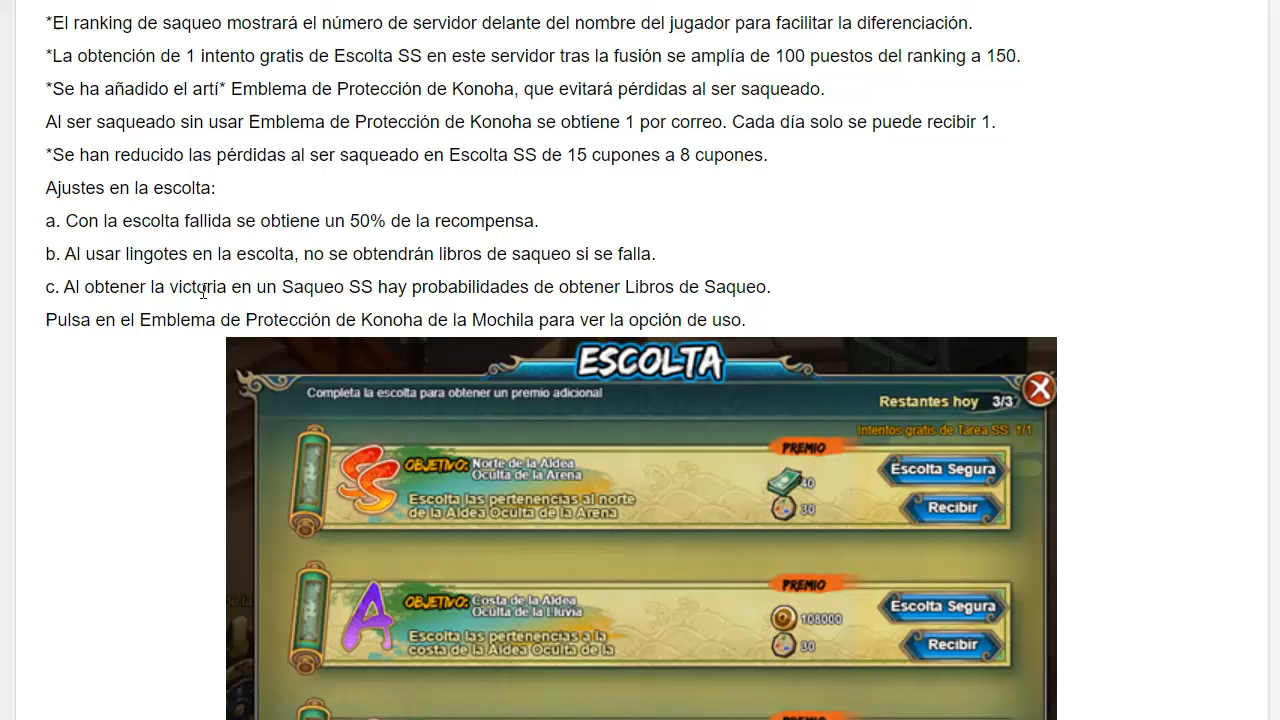 *El ranking de saqueo mostrará el número de servidor delante del nombre del jugador para facilitar la diferenciación.
*La obtención de 1 intento gratis de Escolta SS en este servidor tras la fusión se amplía de 100 puestos del ranking a 150.
*Se ha añadido el artí* Emblema de Protección de Konoha, que evitará pérdidas al ser saqueado.
Al ser saqueado sin usar Emblema de Protección de Konoha se obtiene 1 por correo. Cada día solo se puede recibir 1.
*Se han reducido las pérdidas al ser saqueado en Escolta SS de 15 cupones a 8 cupones.
Ajustes en la escolta:
a. Con la escolta fallida se obtiene un 50% de la recompensa.
b. Al usar lingotes en la escolta, no se obtendrán libros de saqueo si se falla.
c. Al obtener la victoria en un Saqueo SS hay probabilidades de obtener Libros de Saqueo.
Pulsa en el Emblema de Protección de Konoha de la Mochila para ver la opción de uso.
ESCOLTA
Completa la escolta para obtener un premio adicional
Restantes hoy 3/3
Intentos gratis de Tarea SS: 1/1
SS
OBJETIVO: Norte de la Aldea
Oculta de la Arena
Escolta las pertenencias al norte
de la Aldea Oculta de la Arena
PREMIO
40
30
Escolta Segura
Recibir
A
OBJETIVO: Costa de la Aldea
Oculta de la Lluvia
Escolta las pertenencias a la
costa de la Aldea Oculta de la
PREMIO
108000
30
Escolta Segura
Recibir